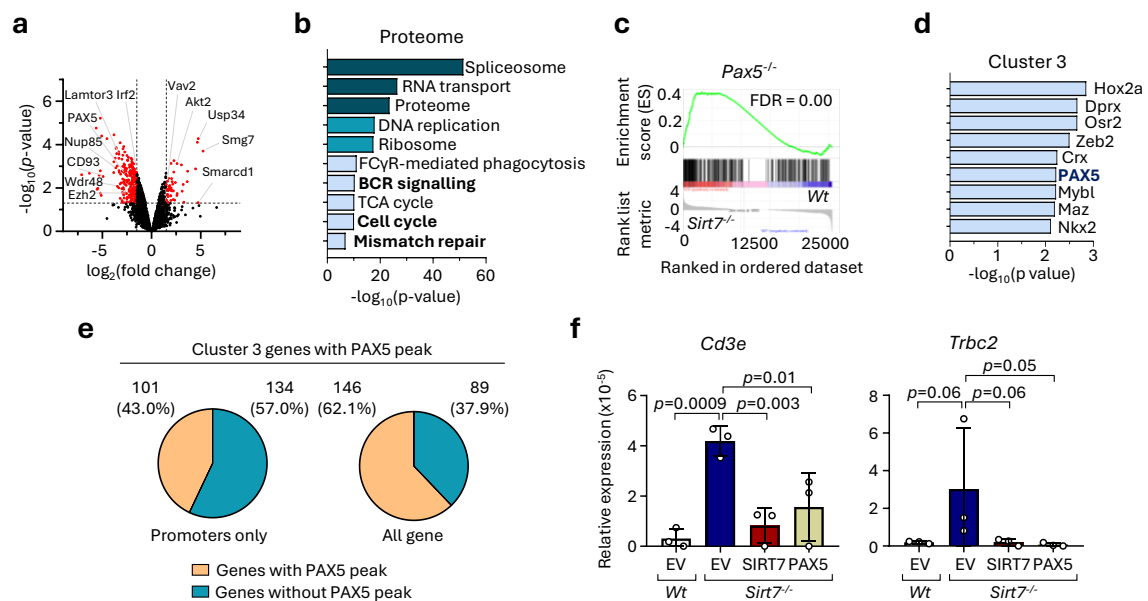 a
-log10(p-value)
6
4
2
0
Lamtor3 Irf2
PAX5
Nup85
CD93
Wdr48
Ezh2
Vav2
Akt2
Usp34
Smg7
Smarcd1
-5
0
5
log2(fold change)
b
Proteome
Spliceosome
RNA transport
Proteome
DNA replication
Ribosome
FCγR-mediated phagocytosis
BCR signalling
TCA cycle
Cell cycle
Mismatch repair
0
20
40
60
-log10(p-value)
c
Pax5-/-
FDR = 0.00
Enrichment
score (ES)
0.4
0.2
0
Wt
Sirt7-/-
Rank list
metric
4
0
-4
0
12500
25000
Ranked in ordered dataset
d
Cluster 3
Hox2a
Dprx
Osr2
Zeb2
Crx
PAX5
Mybl
Maz
Nkx2
0
1
2
3
-log10(p value)
e
Cluster 3 genes with PAX5 peak
101
(43.0%)
134
(57.0%)
146
(62.1%)
89
(37.9%)
Promoters only
All gene
Genes with PAX5 peak
Genes without PAX5 peak
f
Cd3e
Relative expression (x10-5)
6
4
2
0
p=0.01
p=0.0009
p=0.003
EV
EV
SIRT7
PAX5
Wt
Sirt7-/-
Trbc2
8
6
4
2
0
p=0.05
p=0.06
p=0.06
EV
EV
SIRT7
PAX5
Wt
Sirt7-/-